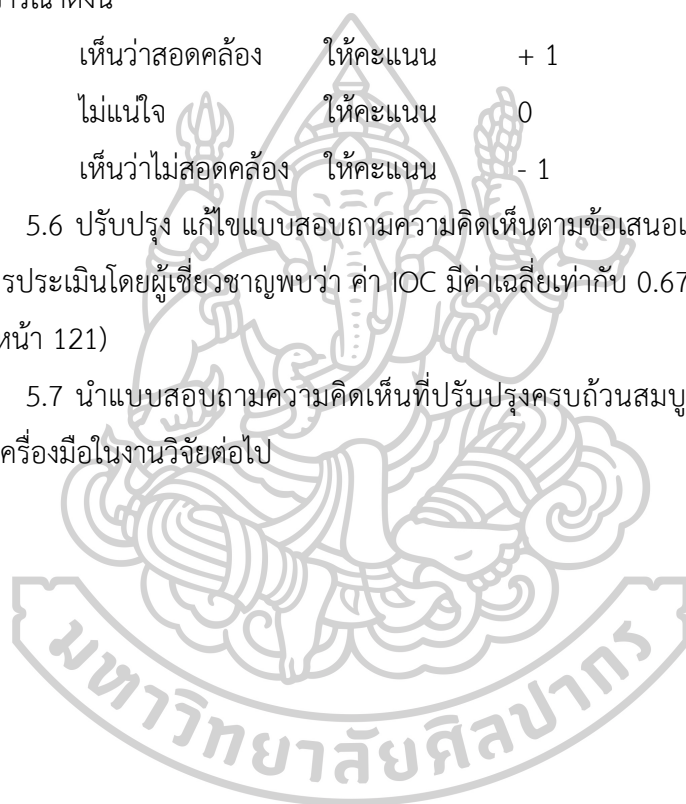 เห็นว่าสอดคล้อง ให้คะแนน + 1
ไม่แน่ใจ ให้คะแนน 0
เห็นว่าไม่สอดคล้อง ให้คะแนน - 1
5.6 ปรับปรุง แก้ไขแบบสอบถามความคิดเห็นตามข้อเสนอ
รประเมินโดยผู้เชี่ยวชาญพบว่า ค่า IOC มีค่าเฉลี่ยเท่ากับ 0.67
หน้า 121)
5.7 นำแบบสอบถามความคิดเห็นที่ปรับปรุงครบถ้วนสมบู
ครื่องมือในงานวิจัยต่อไป
มหาวิทยาลัยศิลปากร